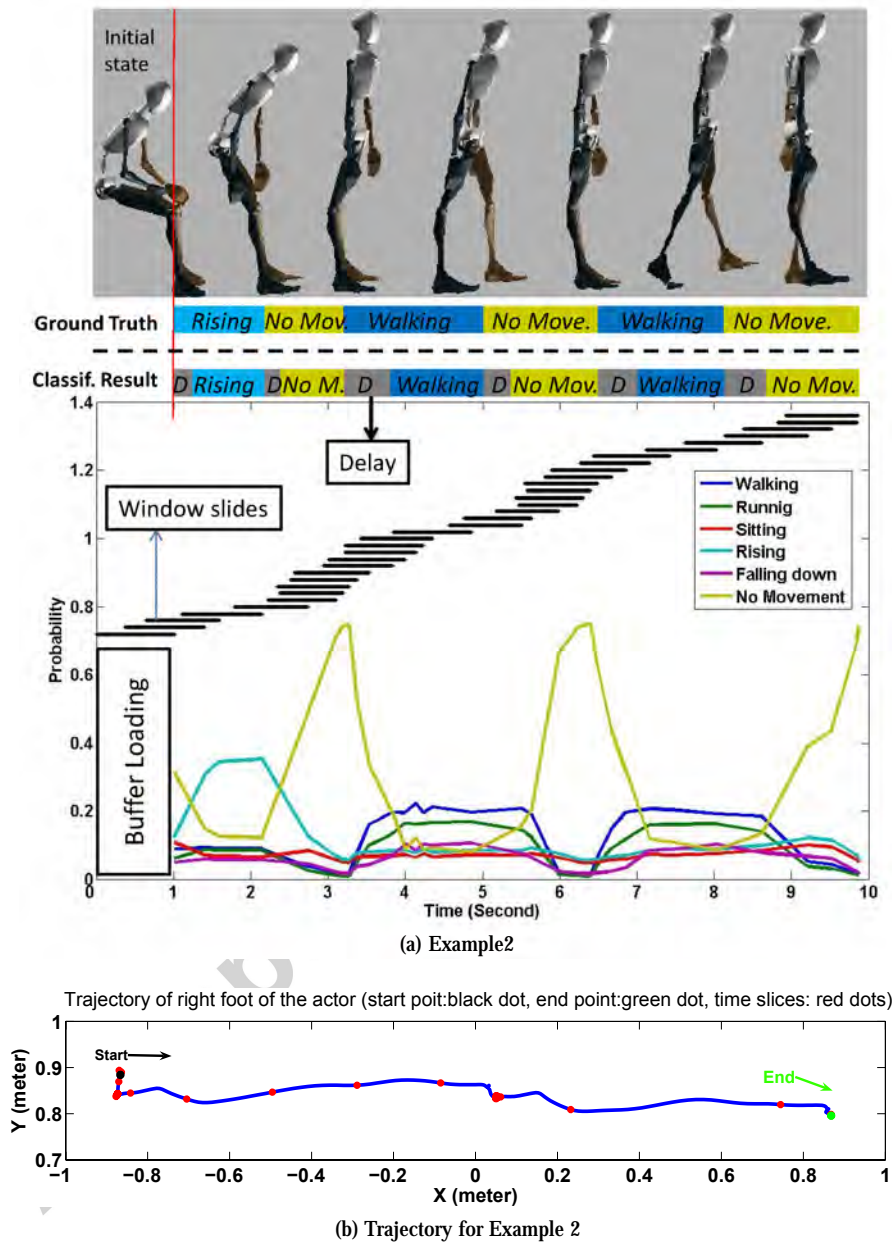 Initial
state
Ground Truth
Rising No Mov. Walking No Move. Walking No Move.
Classif. Result
D Rising D No M. D Walking D No Mov. D Walking D No Mov.
Delay
Window slides
Buffer Loading
Walking
Runnig
Sitting
Rising
Falling down
No Movement
Probability
1.4
1.2
1
0.8
0.6
0.4
0.2
0
0 1 2 3 4 5 6 7 8 9 10
Time (Second)
(a) Example2
Trajectory of right foot of the actor (start poit:black dot, end point:green dot, time slices: red dots)
Start
End
Y (meter)
1
0.9
0.8
0.7
−1 −0.8 −0.6 −0.4 −0.2 0 0.2 0.4 0.6 0.8 1
X (meter)
(b) Trajectory for Example 2